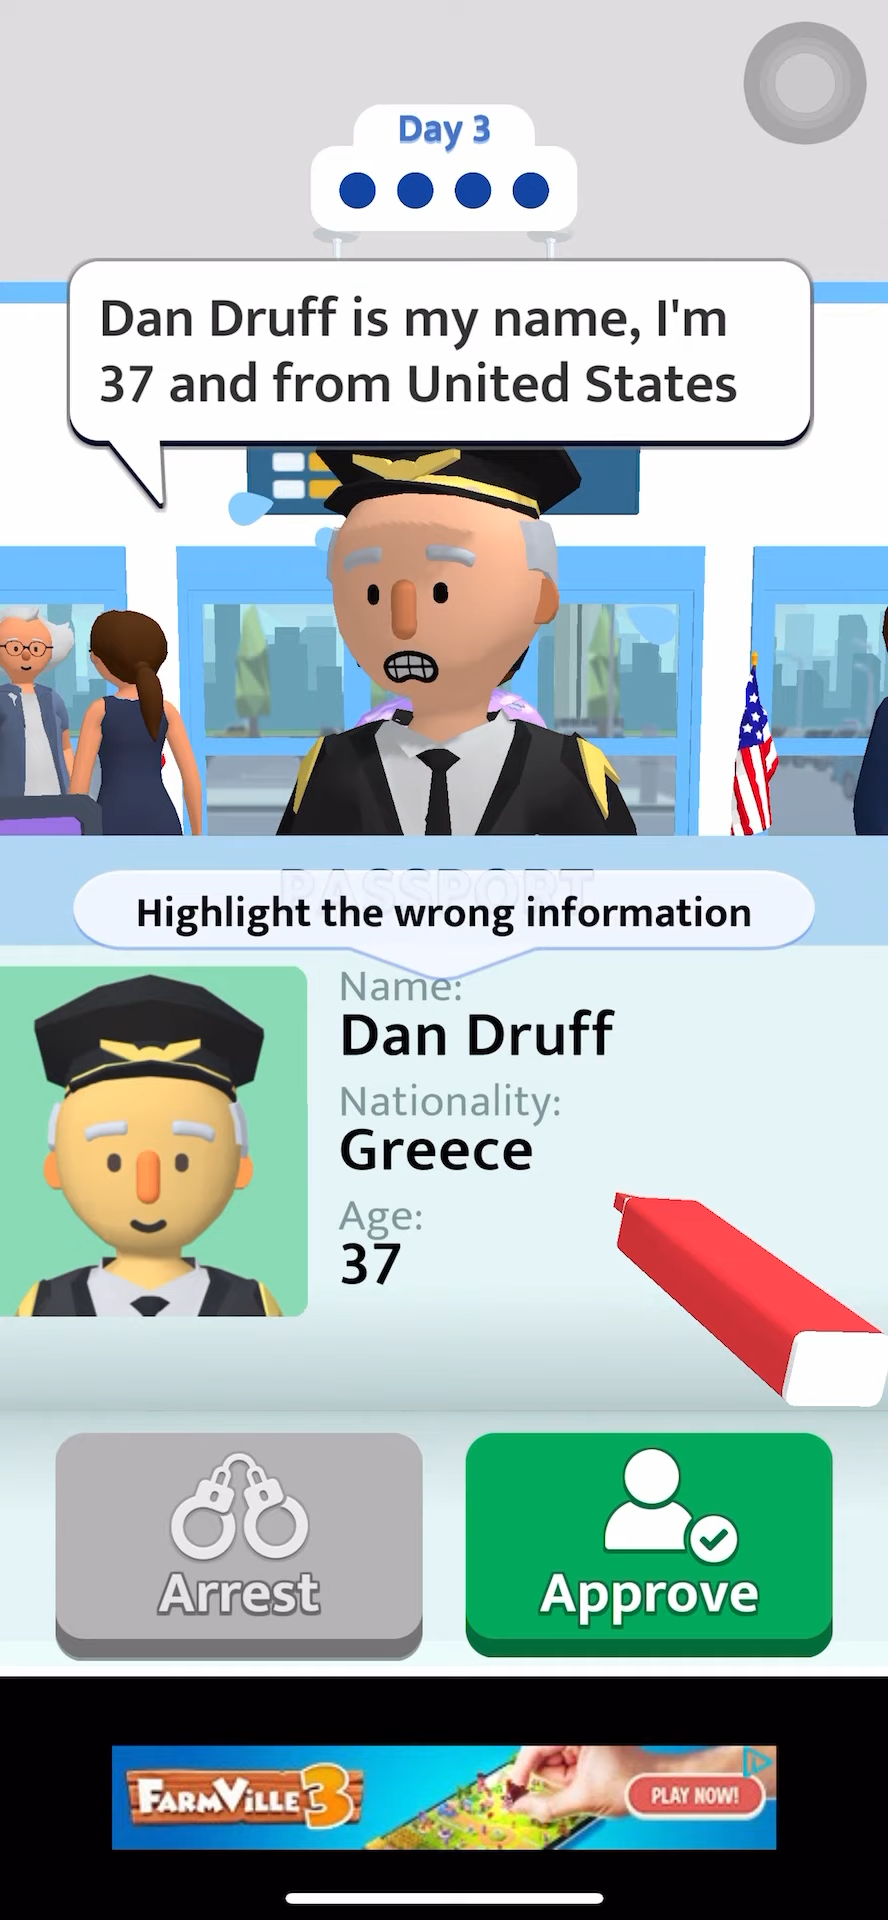 Day 3
Dan Druff is my name, I'm
37 and from United States
PASSPORT
Highlight the wrong information
Name:
Dan Druff
Nationality:
Greece
Age:
37
Arrest
Approve
FARMVILLE 3
PLAY NOW!